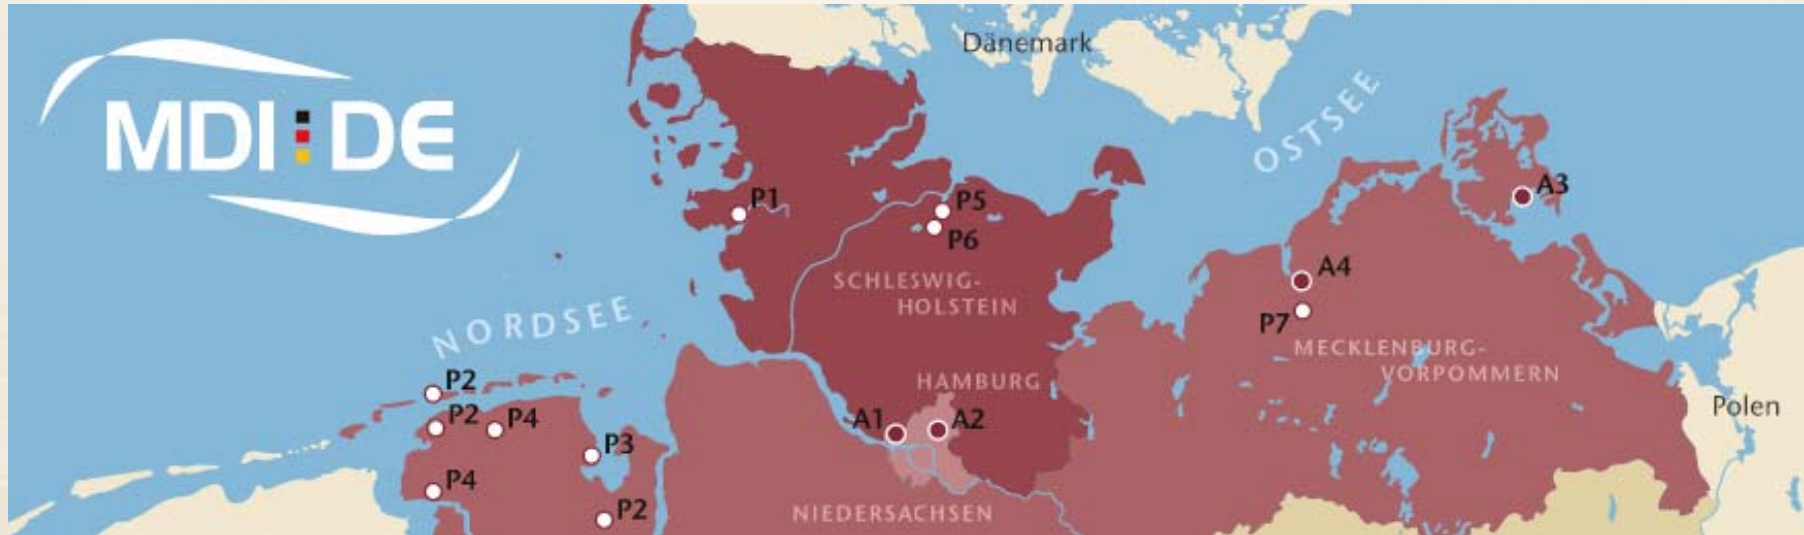 Dänemark
MDI DE
OSTSEE
P1
P5
A3
P6
A4
SCHLESWIG-
HOLSTEIN
NORDSEE
P7
MECKLENBURG-
VORPOMMERN
P2
HAMBURG
Polen
P2
P4
A1
A2
P3
P4
P2
NIEDERSACHSEN